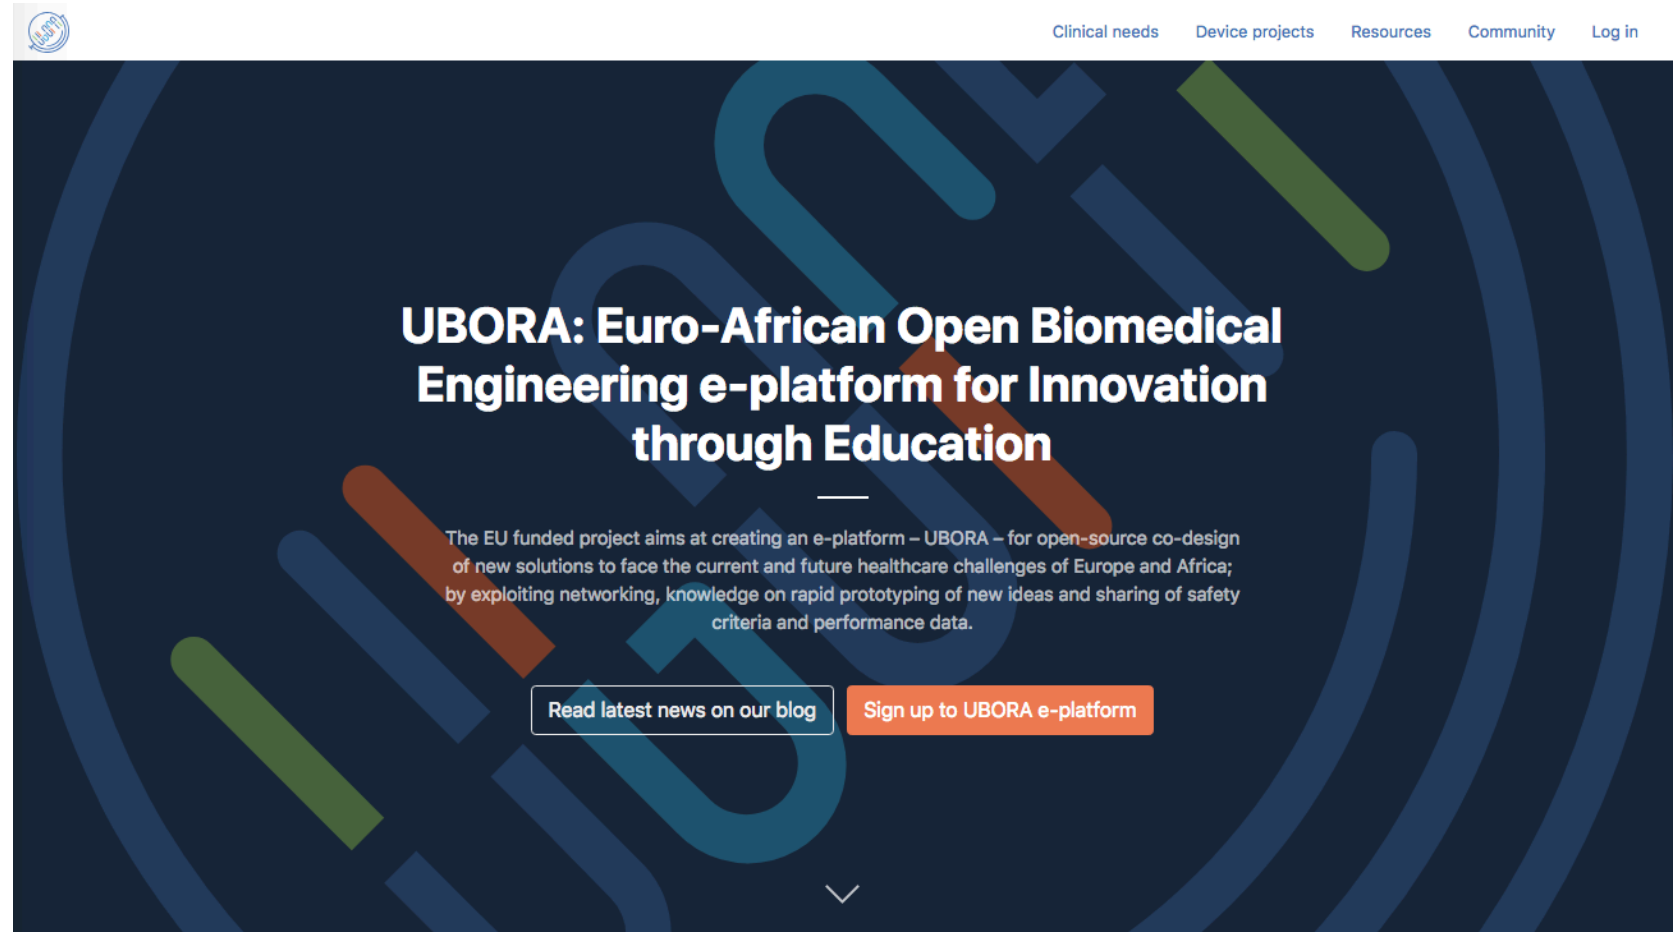 UBORA
Clinical needs
Device projects
Resources
Community
Log in
UBORA: Euro-African Open Biomedical
Engineering e-platform for Innovation
through Education
The EU funded project aims at creating an e-platform – UBORA – for open-source co-design
of new solutions to face the current and future healthcare challenges of Europe and Africa;
by exploiting networking, knowledge on rapid prototyping of new ideas and sharing of safety
criteria and performance data.
Read latest news on our blog
Sign up to UBORA e-platform